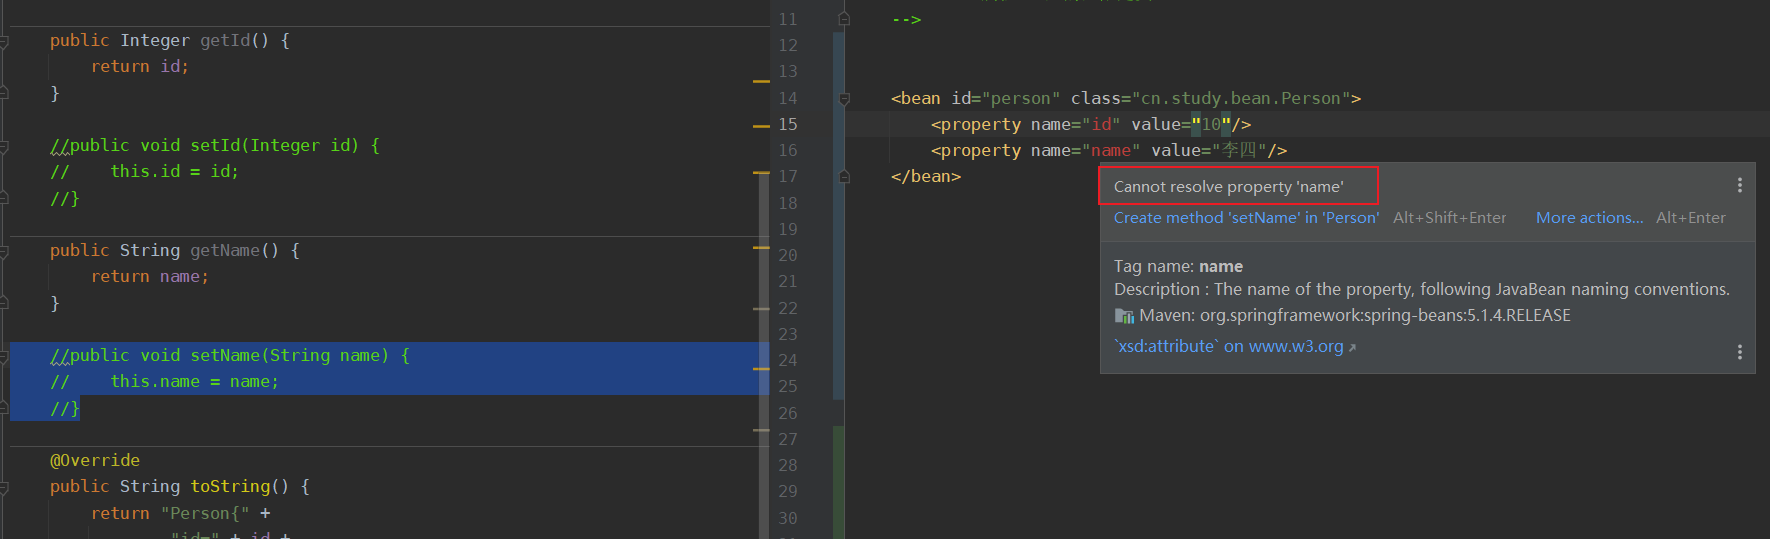 public Integer getId() {
return id;
}
//public void setId(Integer id) {
//    this.id = id;
//}
public String getName() {
return name;
}
//public void setName(String name) {
//    this.name = name;
//}
@Override
public String toString() {
return "Person{" +
"id=" + id +
11
-->
12
13
14
<bean id="person" class="cn.study.bean.Person">
15
<property name="id" value="10"/>
16
<property name="name" value="李四"/>
17
</bean>
18
19
20
21
22
23
24
25
26
27
28
29
30
Cannot resolve property 'name'
Create method 'setName' in 'Person' Alt+Shift+Enter More actions... Alt+Enter
Tag name: name
Description : The name of the property, following JavaBean naming conventions.
Maven: org.springframework:spring-beans:5.1.4.RELEASE
`xsd:attribute` on www.w3.org